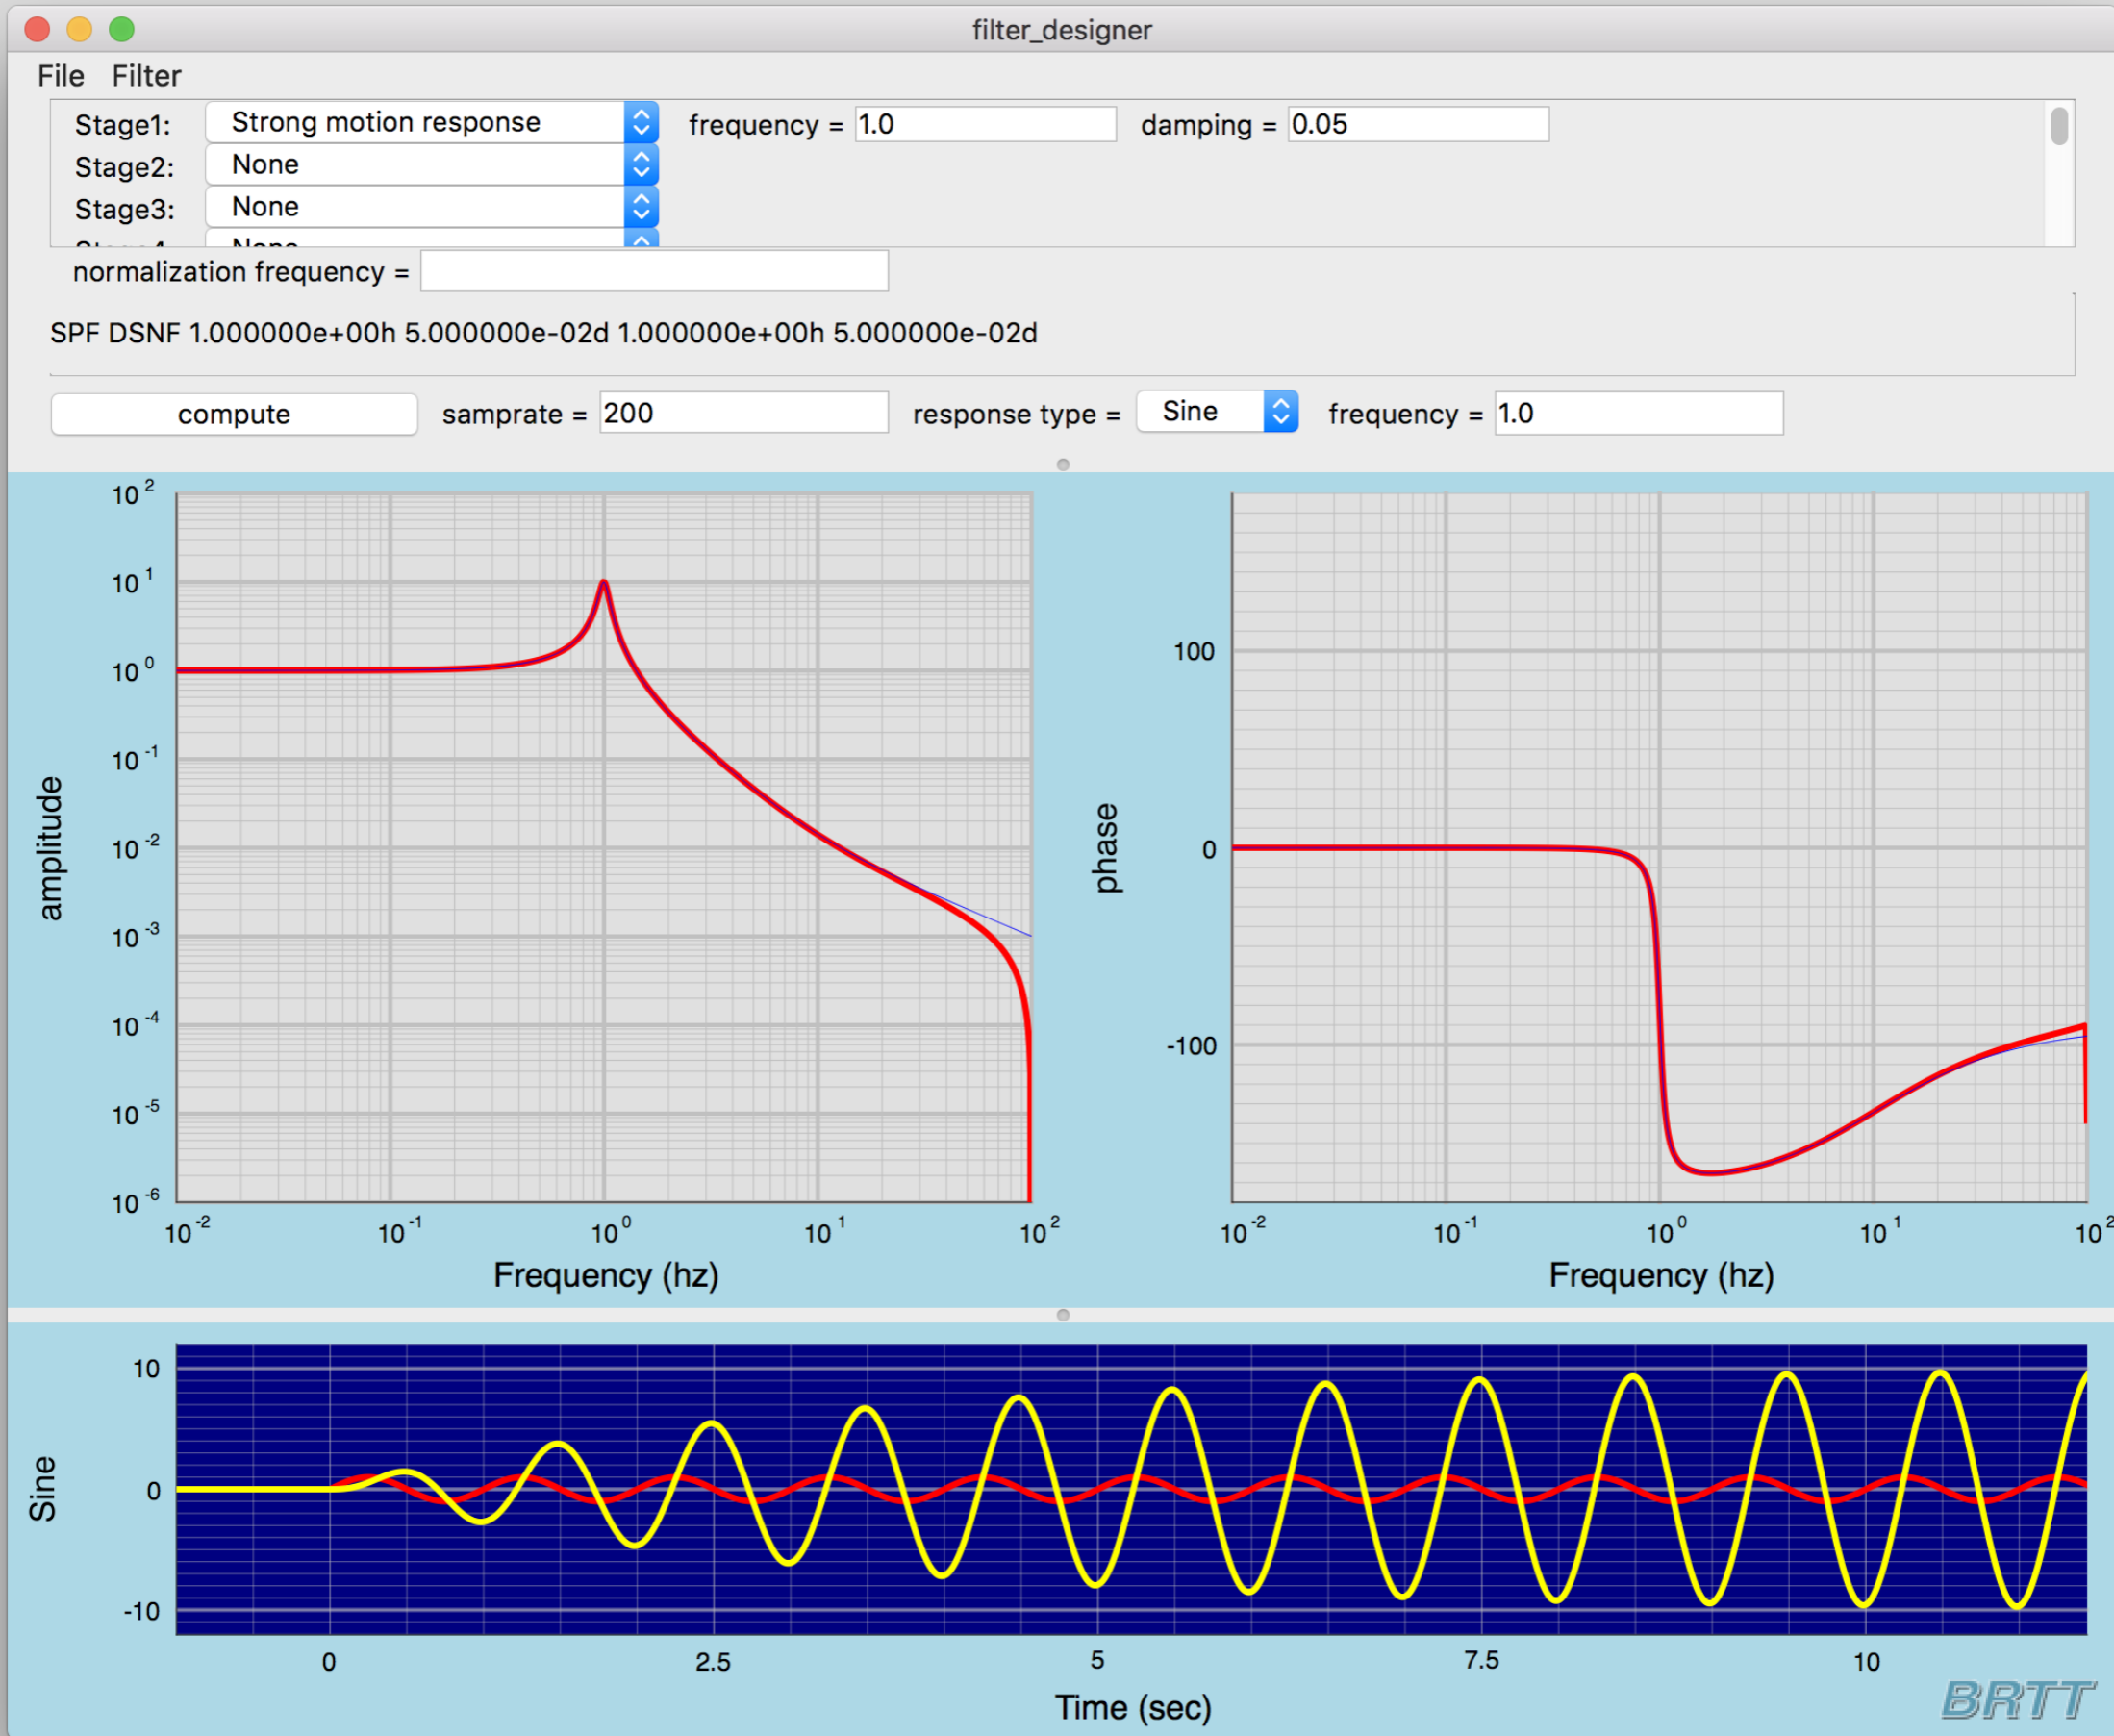 filter_designer
File Filter
Stage1: Strong motion response frequency = 1.0 damping = 0.05
Stage2: None
Stage3: None
Stage4: None
normalization frequency =
SPF DSNF 1.000000e+00h 5.000000e-02d 1.000000e+00h 5.000000e-02d
compute samprate = 200 response type = Sine frequency = 1.0
amplitude
10 2
10 1
10 0
10 -1
10 -2
10 -3
10 -4
10 -5
10 -6
10 -2 10 -1 10 0 10 1 10 2
Frequency (hz)
phase
100
0
-100
10 -2 10 -1 10 0 10 1 10 2
Frequency (hz)
Sine
10
0
-10
0 2.5 5 7.5 10
Time (sec)
BRTT